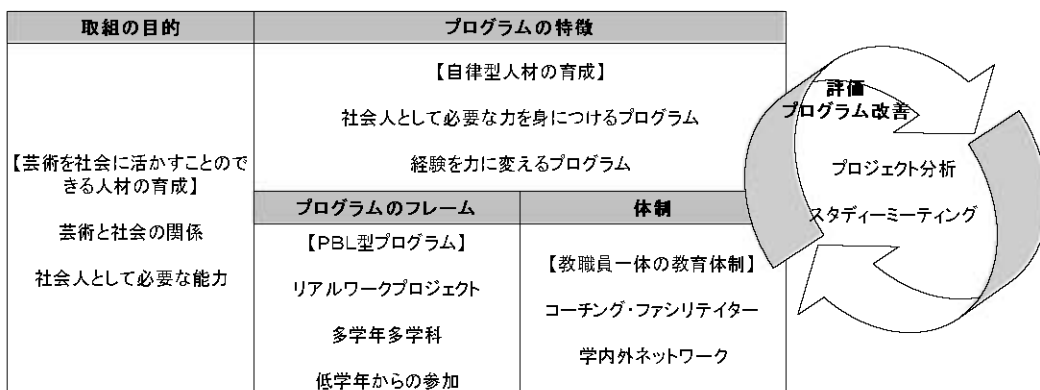 取組の目的
プログラムの特徴
【芸術を社会に活かすことので
きる人材の育成】
芸術と社会の関係
社会人として必要な能力
【自律型人材の育成】
社会人として必要な力を身につけるプログラム
経験を力に変えるプログラム
プログラムのフレーム
【PBL型プログラム】
リアルワークプロジェクト
多学年多学科
低学年からの参加
体制
【教職員一体の教育体制】
コーチング・ファシリテイター
学内外ネットワーク
評価
プログラム改善
プロジェクト分析
スタディーミーティング